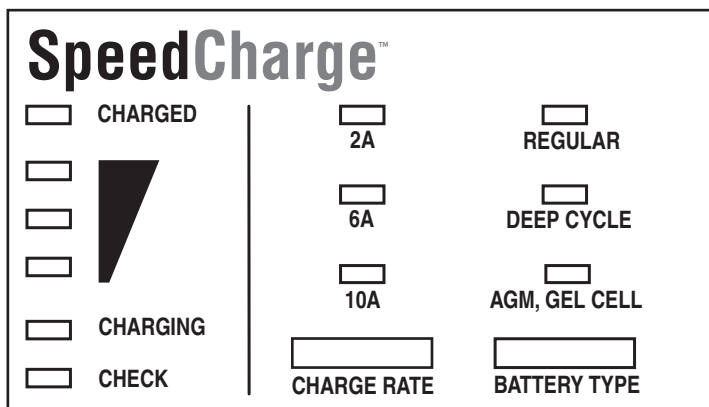 SpeedCharge™
CHARGED
CHARGING
CHECK
2A
6A
10A
CHARGE RATE
REGULAR
DEEP CYCLE
AGM, GEL CELL
BATTERY TYPE